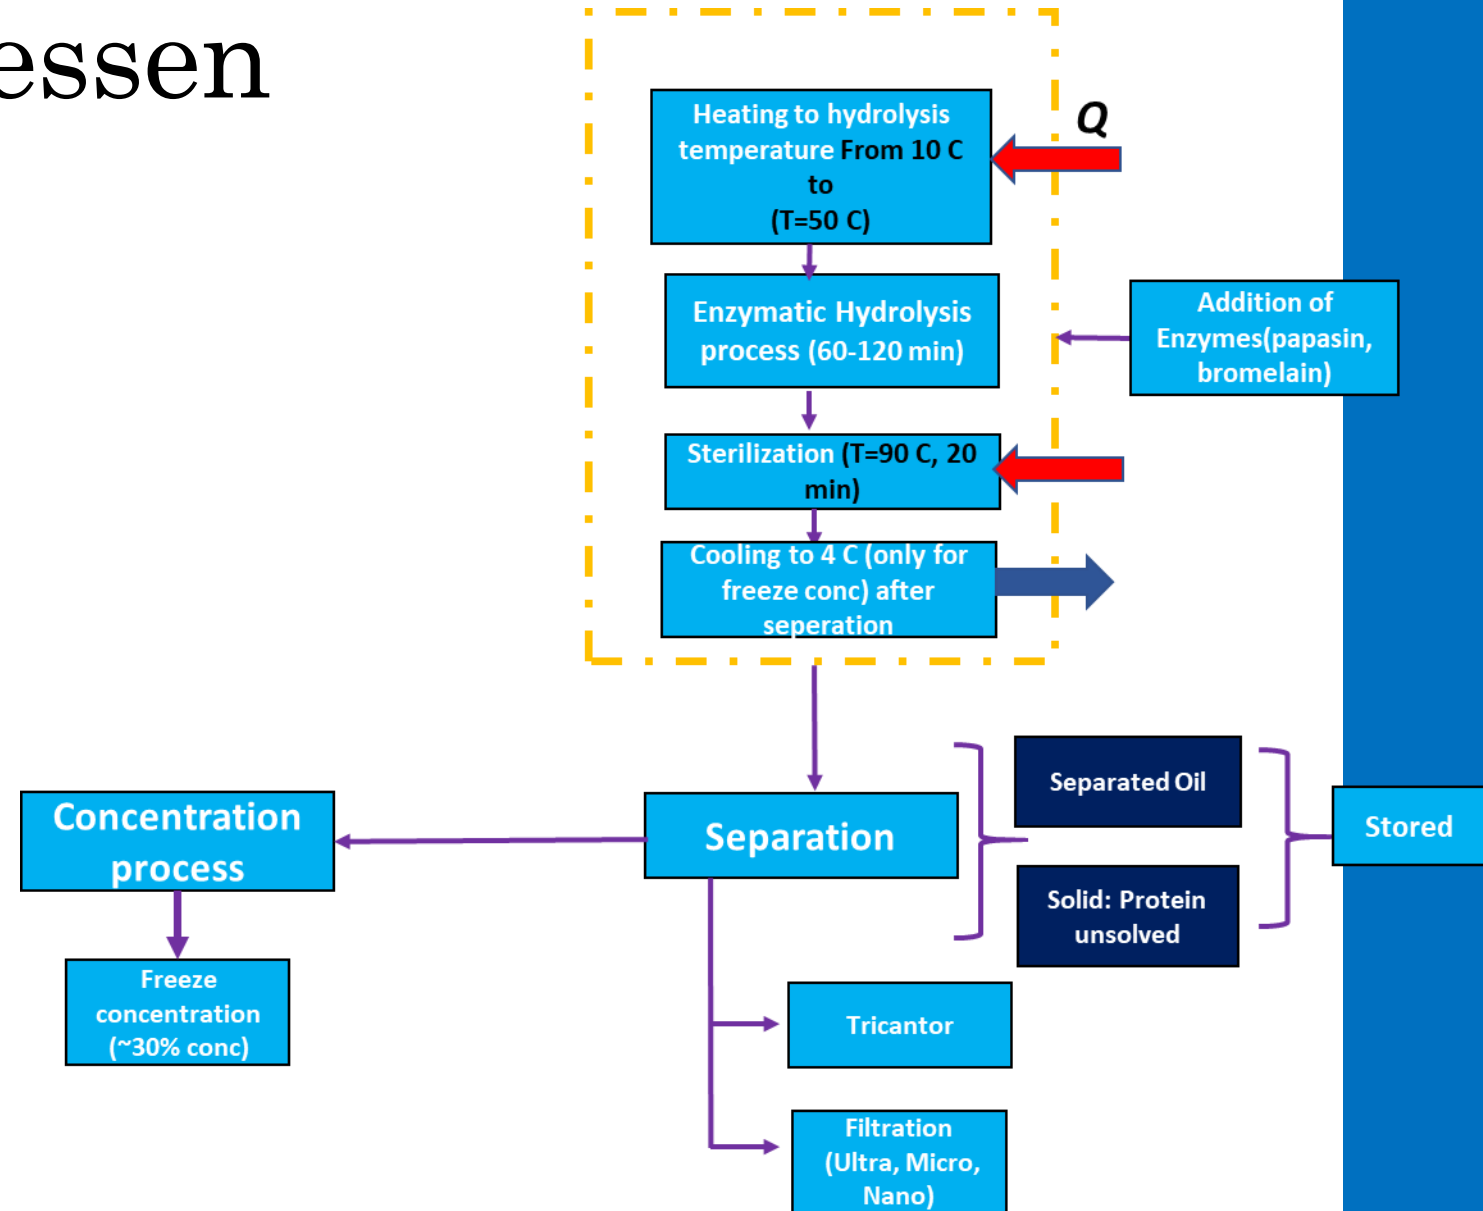 essen
Heating to hydrolysis
temperature From 10 C
to
(T=50 C)
Q
Enzymatic Hydrolysis
process (60-120 min)
Addition of
Enzymes(papasin,
bromelain)
Sterilization (T=90 C, 20
min)
Cooling to 4 C (only for
freeze conc) after
seperation
Separation
Separated Oil
Solid: Protein
unsolved
Stored
Concentration
process
Freeze
concentration
(~30% conc)
Tricantor
Filtration
(Ultra, Micro,
Nano)